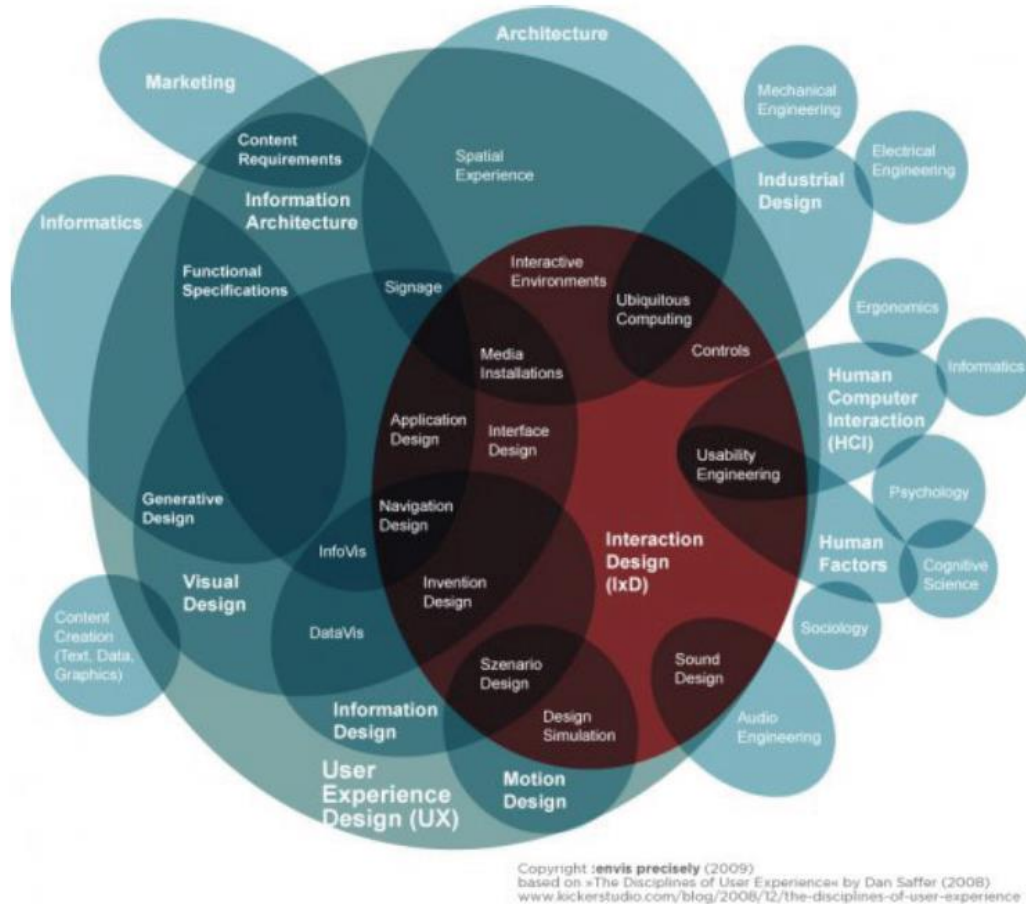 Architecture
Marketing
Mechanical
Engineering
Content
Requirements
Electrical
Engineering
Spatial
Experience
Industrial
Design
Information
Architecture
Informatics
Interactive
Environments
Functional
Specifications
Signage
Ubiquitous
Computing
Ergonomics
Controls
Media
Installations
Informatics
Human
Computer
Interaction
(HCI)
Application
Design
Interface
Design
Usability
Engineering
Psychology
Generative
Design
Navigation
Design
Interaction
Design
(IxD)
Human
Factors
InfoVis
Cognitive
Science
Visual
Design
Invention
Design
Content
Creation
(Text, Data,
Graphics)
DataVis
Sociology
Szenario
Design
Sound
Design
Information
Design
Design
Simulation
Audio
Engineering
User
Experience
Design (UX)
Motion
Design
Copyright :envis precisely (2009)
based on »The Disciplines of User Experience« by Dan Saffer (2008)
www.kickerstudio.com/blog/2008/12/the-disciplines-of-user-experience